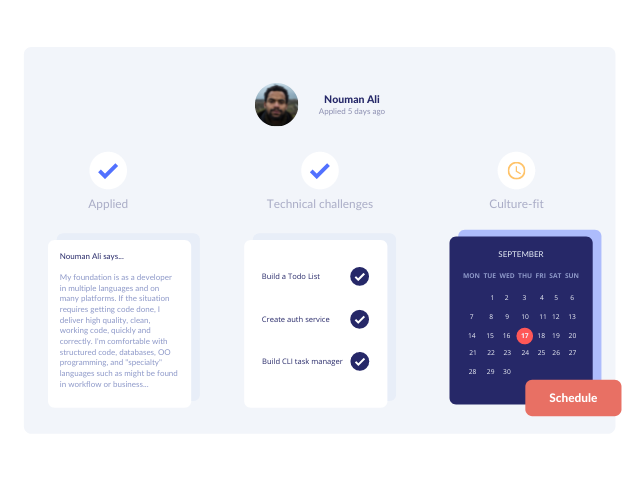 Nouman Ali
Applied 5 days ago
Applied
Technical challenges
Culture-fit
Nouman Ali says...
My foundation is as a developer
in multiple languages and on
many platforms. If the situation
requires getting code done, I
deliver high quality, clean,
working code, quickly and
correctly. I'm comfortable with
structured code, databases, OO
programming, and "specialty"
languages such as might be found
in workflow or business...
Build a Todo List
Create auth service
Build CLI task manager
SEPTEMBER
MON TUE WED THU FRI SAT SUN
1 2 3 4 5 6
7 8 9 10 11 12 13
14 15 16 17 18 19 20
21 22 23 24 25 26 27
28 29 30
Schedule